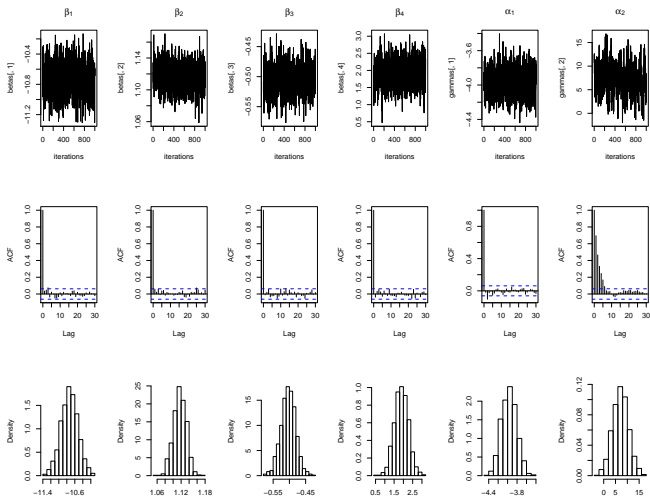 β1 β2 β3 β4 α1 α2
betas[, 1] −11.2 −10.8 −10.4
betas[, 2] 1.06 1.10 1.14
betas[, 3] −0.55 −0.50 −0.45
betas[, 4] 0.5 1.0 1.5 2.0 2.5 3.0
gammas[, 1] −4.4 −4.0 −3.6
gammas[, 2] 0 5 10 15
0 400 800 0 400 800 0 400 800 0 400 800 0 400 800 0 400 800
iterations iterations iterations iterations iterations iterations
ACF 0.0 0.2 0.4 0.6 0.8 1.0
ACF 0.0 0.2 0.4 0.6 0.8 1.0
ACF 0.0 0.2 0.4 0.6 0.8 1.0
ACF 0.0 0.2 0.4 0.6 0.8 1.0
ACF 0.0 0.4 0.8
ACF 0.0 0.2 0.4 0.6 0.8 1.0
0 10 20 30 0 10 20 30 0 10 20 30 0 10 20 30 0 10 20 30 0 10 20 30
Lag Lag Lag Lag Lag Lag
Density 0.0 0.5 1.0 1.5
Density 0 5 10 15 20 25
Density 0 5 10 15
Density 0.0 0.2 0.4 0.6 0.8 1.0
Density 0.0 0.5 1.0 1.5 2.0
Density 0.00 0.04 0.08 0.12
−11.4 −10.6 1.06 1.12 1.18 −0.55 −0.45 0.5 1.5 2.5 −4.4 −3.8 0 5 15